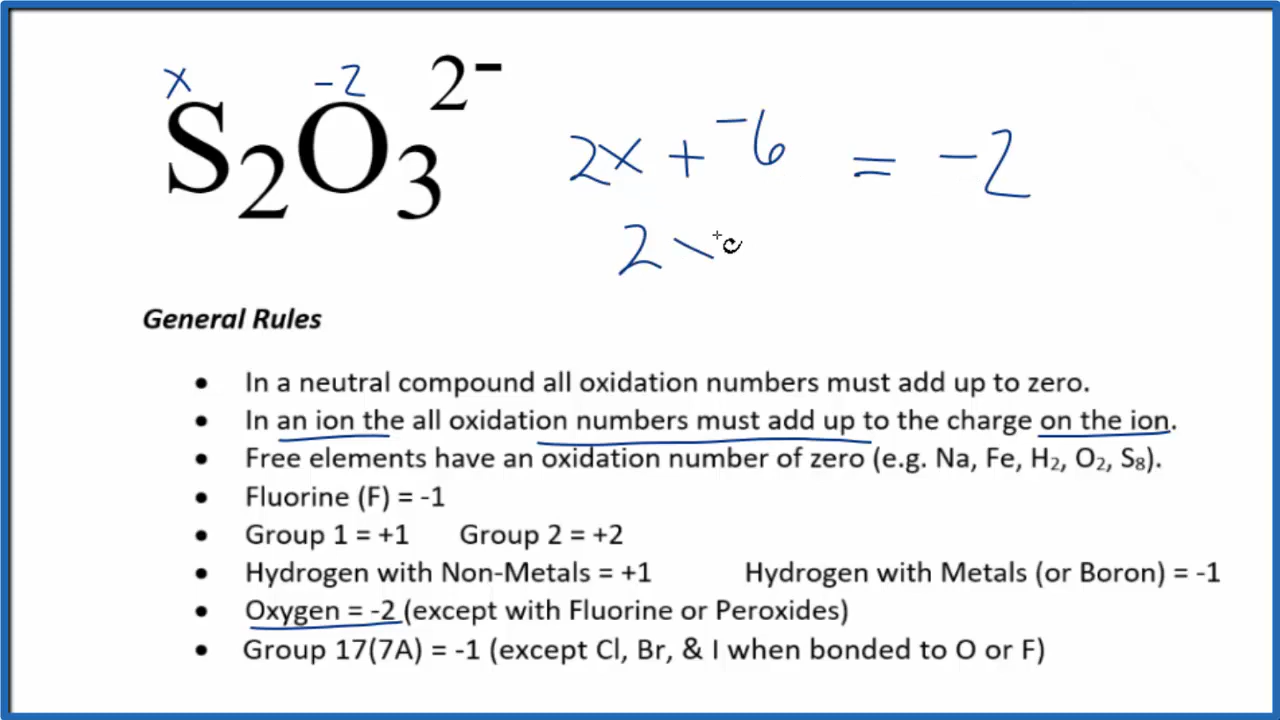 x -2
S₂O₃²⁻ 2x + -6 = -2
2
General Rules
• In a neutral compound all oxidation numbers must add up to zero.
• In an ion the all oxidation numbers must add up to the charge on the ion.
• Free elements have an oxidation number of zero (e.g. Na, Fe, H₂, O₂, S₈).
• Fluorine (F) = -1
• Group 1 = +1 Group 2 = +2
• Hydrogen with Non-Metals = +1 Hydrogen with Metals (or Boron) = -1
• Oxygen = -2 (except with Fluorine or Peroxides)
• Group 17(7A) = -1 (except Cl, Br, & I when bonded to O or F)